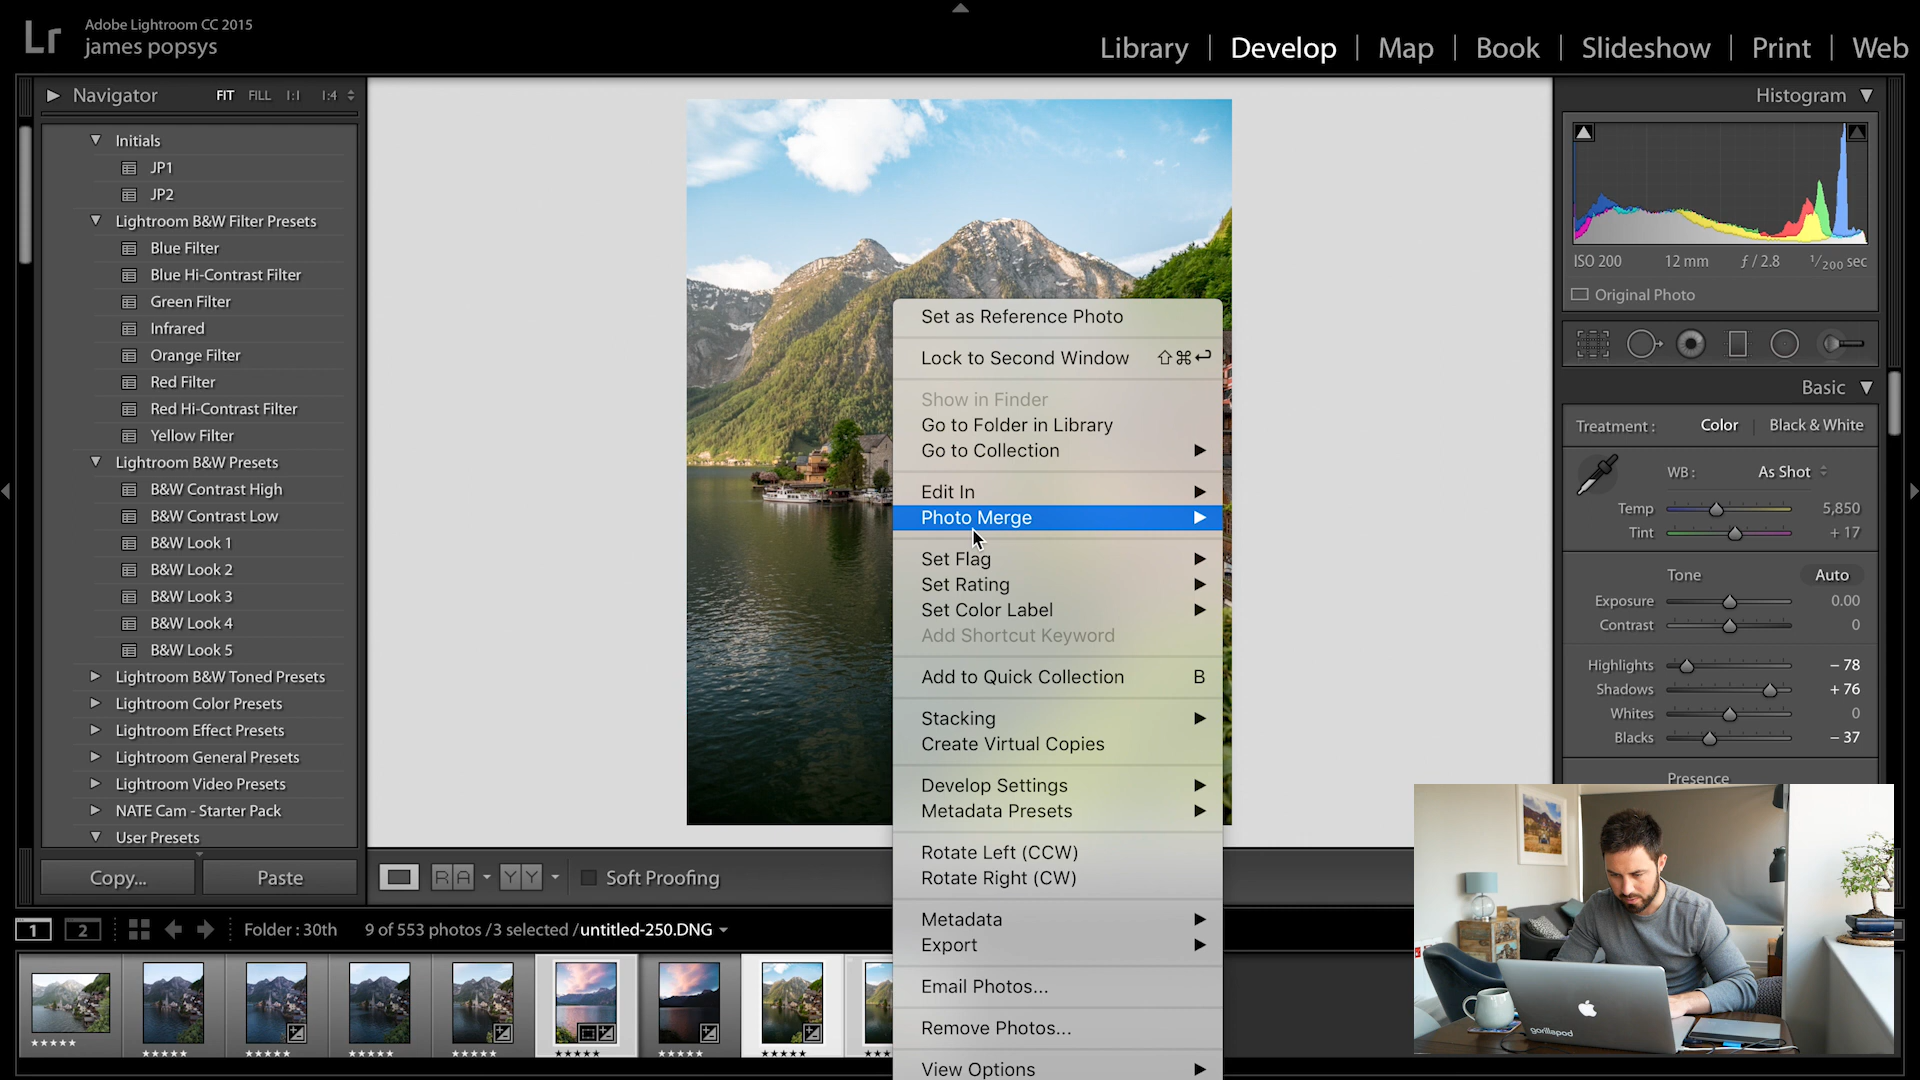 Lr
Adobe Lightroom CC 2015
james popsys
Library | Develop | Map | Book | Slideshow | Print | Web
Navigator FIT FILL 1:1 1:4
Initials
JP1
JP2
Lightroom B&W Filter Presets
Blue Filter
Blue Hi-Contrast Filter
Green Filter
Infrared
Orange Filter
Red Filter
Red Hi-Contrast Filter
Yellow Filter
Lightroom B&W Presets
B&W Contrast High
B&W Contrast Low
B&W Look 1
B&W Look 2
B&W Look 3
B&W Look 4
B&W Look 5
Lightroom B&W Toned Presets
Lightroom Color Presets
Lightroom Effect Presets
Lightroom General Presets
Lightroom Video Presets
NATE Cam - Starter Pack
User Presets
Copy... Paste
Set as Reference Photo
Lock to Second Window ⇧⌘↩
Show in Finder
Go to Folder in Library
Go to Collection
Edit In
Photo Merge
Set Flag
Set Rating
Set Color Label
Add Shortcut Keyword
Add to Quick Collection B
Stacking
Create Virtual Copies
Develop Settings
Metadata Presets
Rotate Left (CCW)
Rotate Right (CW)
Metadata
Export
Email Photos...
Remove Photos...
View Options
Histogram
ISO 200 12 mm ƒ / 2.8 1/200 sec
Original Photo
Basic
Treatment : Color | Black & White
WB : As Shot
Temp 5,850
Tint + 17
Tone Auto
Exposure 0.00
Contrast 0
Highlights – 78
Shadows + 76
Whites 0
Blacks – 37
Presence
R A Y Y Soft Proofing
1 2 Folder : 30th 9 of 553 photos /3 selected /untitled-250.DNG
gorillapod